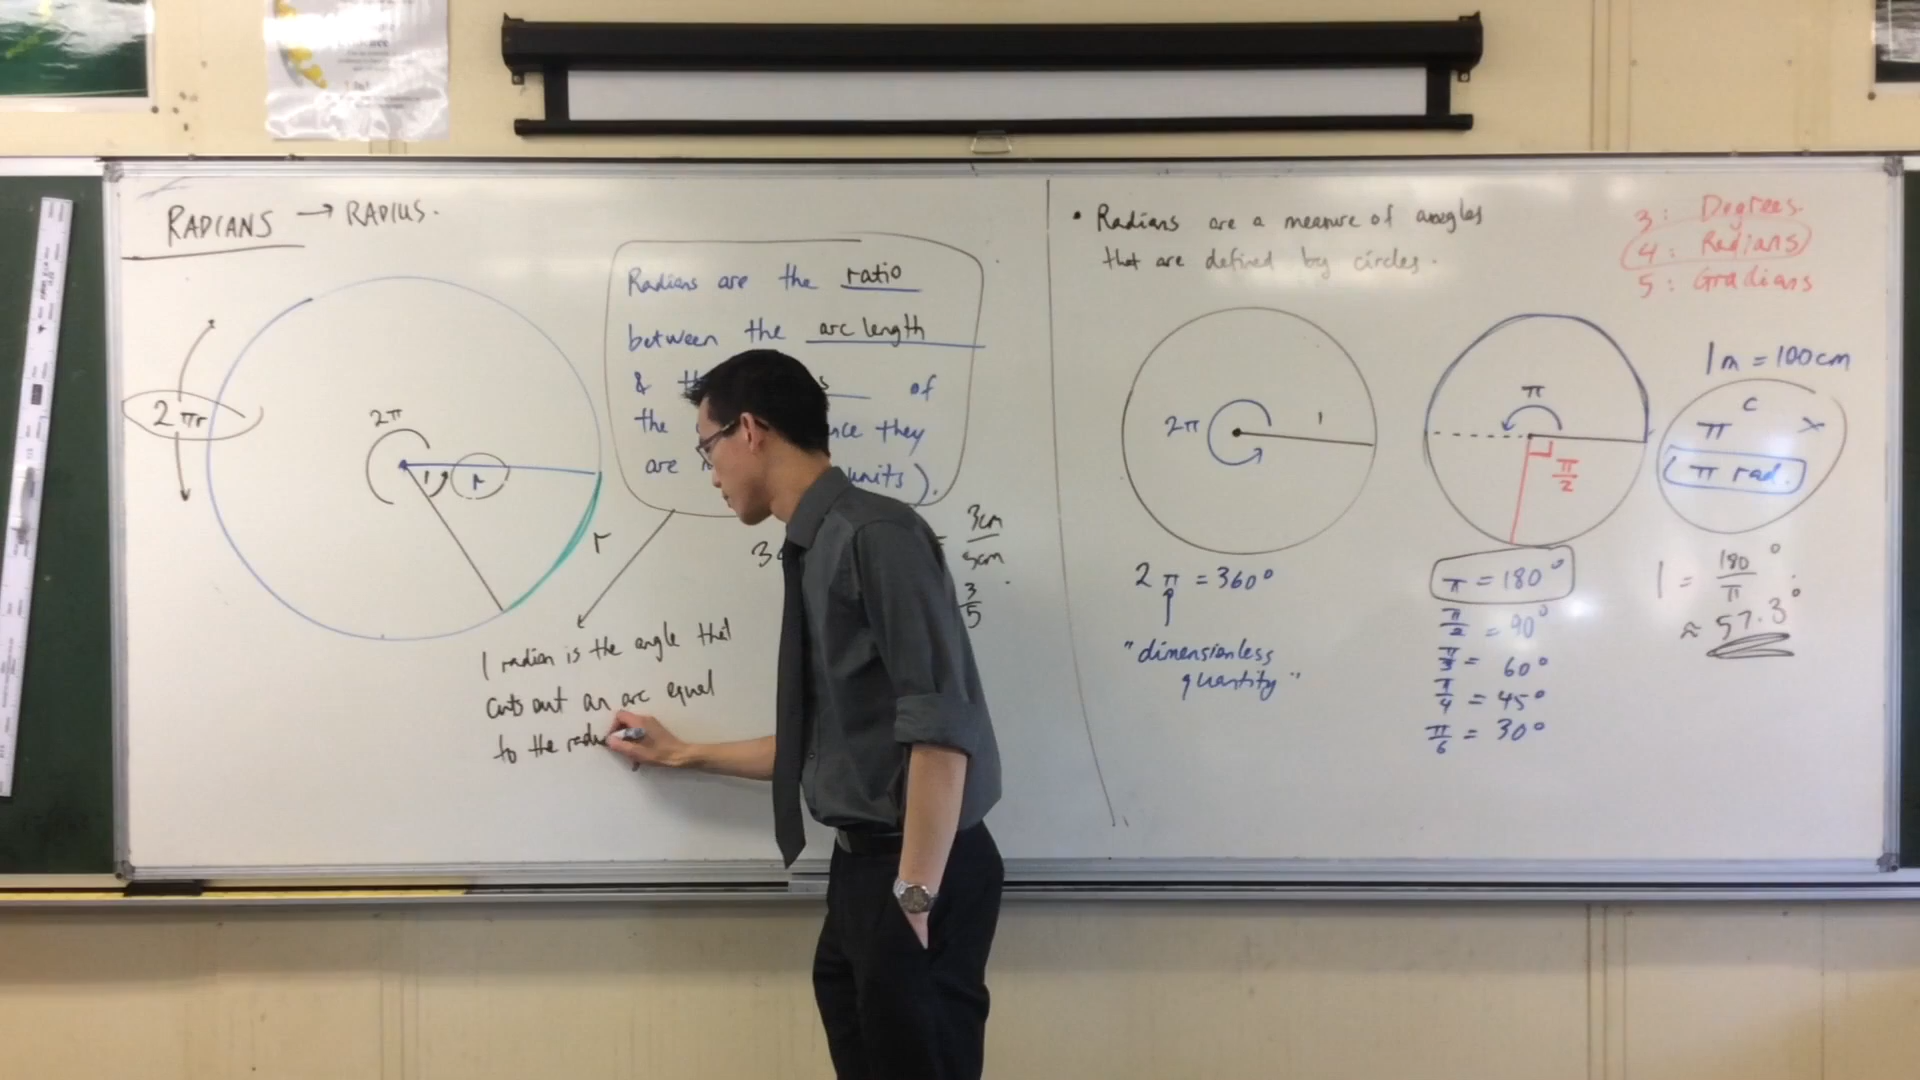 RADIANS → RADIUS.
Radians are the ratio
between the arc length
& of
the they
are units).
2πr
2π
1
r
r
3cm
3
5
1 radian is the angle that
cuts out an arc equal
to the
• Radians are a measure of angles
that are defined by circles.
3: Degrees
4: Radians
5: Gradians
1m = 100cm
2π
1
π
π/2
π c ×
π rad.
2π = 360°
"dimensionless
quantity"
π = 180°
π/2 = 90°
π/3 = 60°
π/4 = 45°
π/6 = 30°
1 = 180°/π
≈ 57.3°